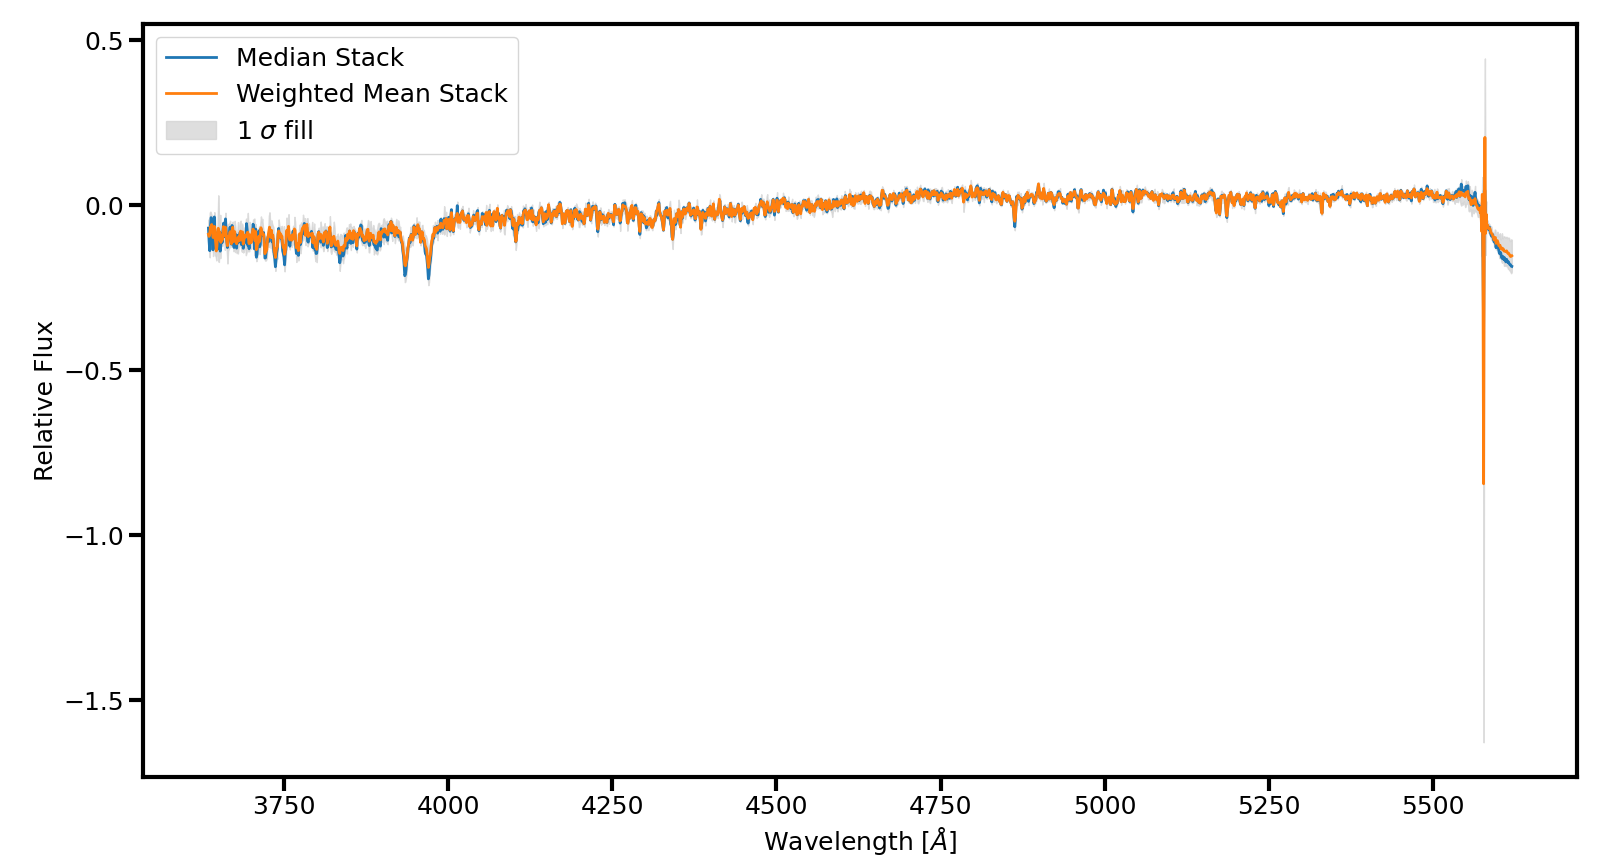 0.5
0.0
−0.5
−1.0
−1.5
Relative Flux
Median Stack
Weighted Mean Stack
1 σ fill
3750 4000 4250 4500 4750 5000 5250 5500
Wavelength [Å]